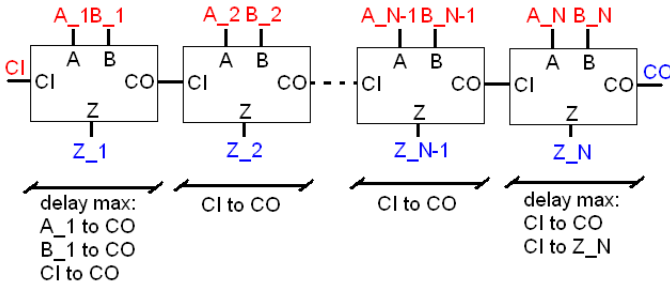 A_1 B_1 A_2 B_2 A_N-1 B_N-1 A_N B_N
CI A B A B A B A B CO
CI CO CI CO CI CO CI CO
Z Z Z Z
Z_1 Z_2 Z_N-1 Z_N
delay max:
A_1 to CO
B_1 to CO
CI to CO
CI to CO
CI to CO
delay max:
CI to CO
CI to Z_N